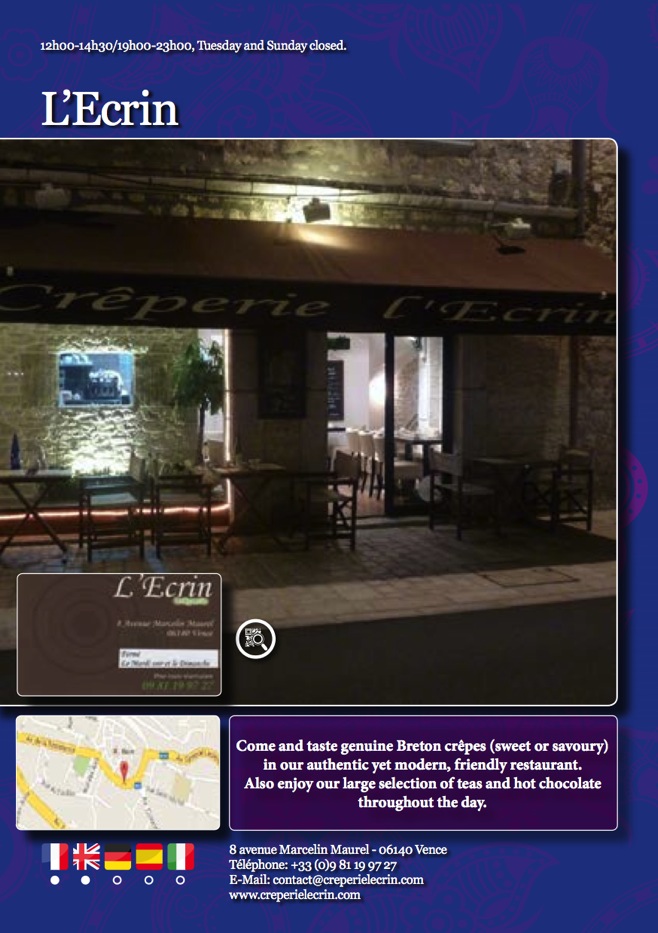 12h00-14h30/19h00-23h00, Tuesday and Sunday closed.
L'Ecrin
Crêperie l'Ecrin
L'Ecrin
8 Avenue Marcelin Maurel
06140 Vence
Fermé
Le Mardi soir et le Dimanche
09 81 19 97 27
Come and taste genuine Breton crêpes (sweet or savoury)
in our authentic yet modern, friendly restaurant.
Also enjoy our large selection of teas and hot chocolate
throughout the day.
8 avenue Marcelin Maurel - 06140 Vence
Téléphone: +33 (0)9 81 19 97 27
E-Mail: contact@creperielecrin.com
www.creperielecrin.com